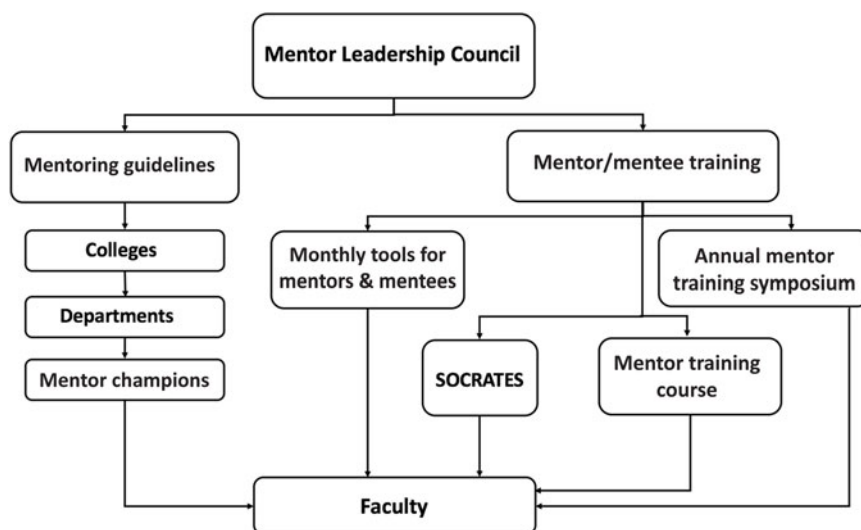 Mentor Leadership Council
Mentoring guidelines
Mentor/mentee training
Colleges
Monthly tools for
mentors & mentees
Annual mentor
training symposium
Departments
Mentor champions
SOCRATES
Mentor training
course
Faculty